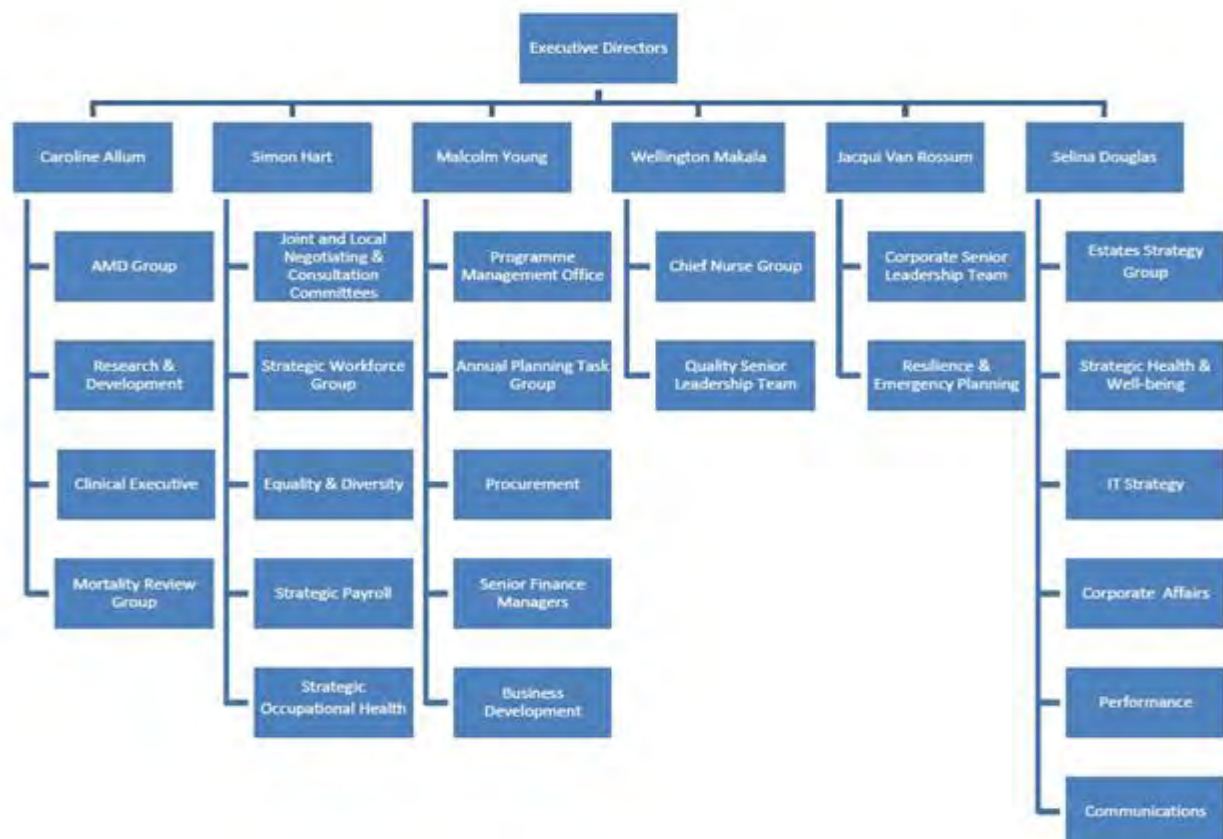 Executive Directors
Caroline Allum
Simon Hart
Malcolm Young
Wellington Makala
Jacqui Van Rossum
Selina Douglas
AMD Group
Research &
Development
Clinical Executive
Mortality Review
Group
Joint and Local
Negotiating &
Consultation
Committees
Strategic Workforce
Group
Equality & Diversity
Strategic Payroll
Strategic
Occupational Health
Programme
Management Office
Annual Planning Task
Group
Procurement
Senior Finance
Managers
Business
Development
Chief Nurse Group
Quality Senior
Leadership Team
Corporate Senior
Leadership Team
Resilience &
Emergency Planning
Estates Strategy
Group
Strategic Health &
Well-being
IT Strategy
Corporate Affairs
Performance
Communications